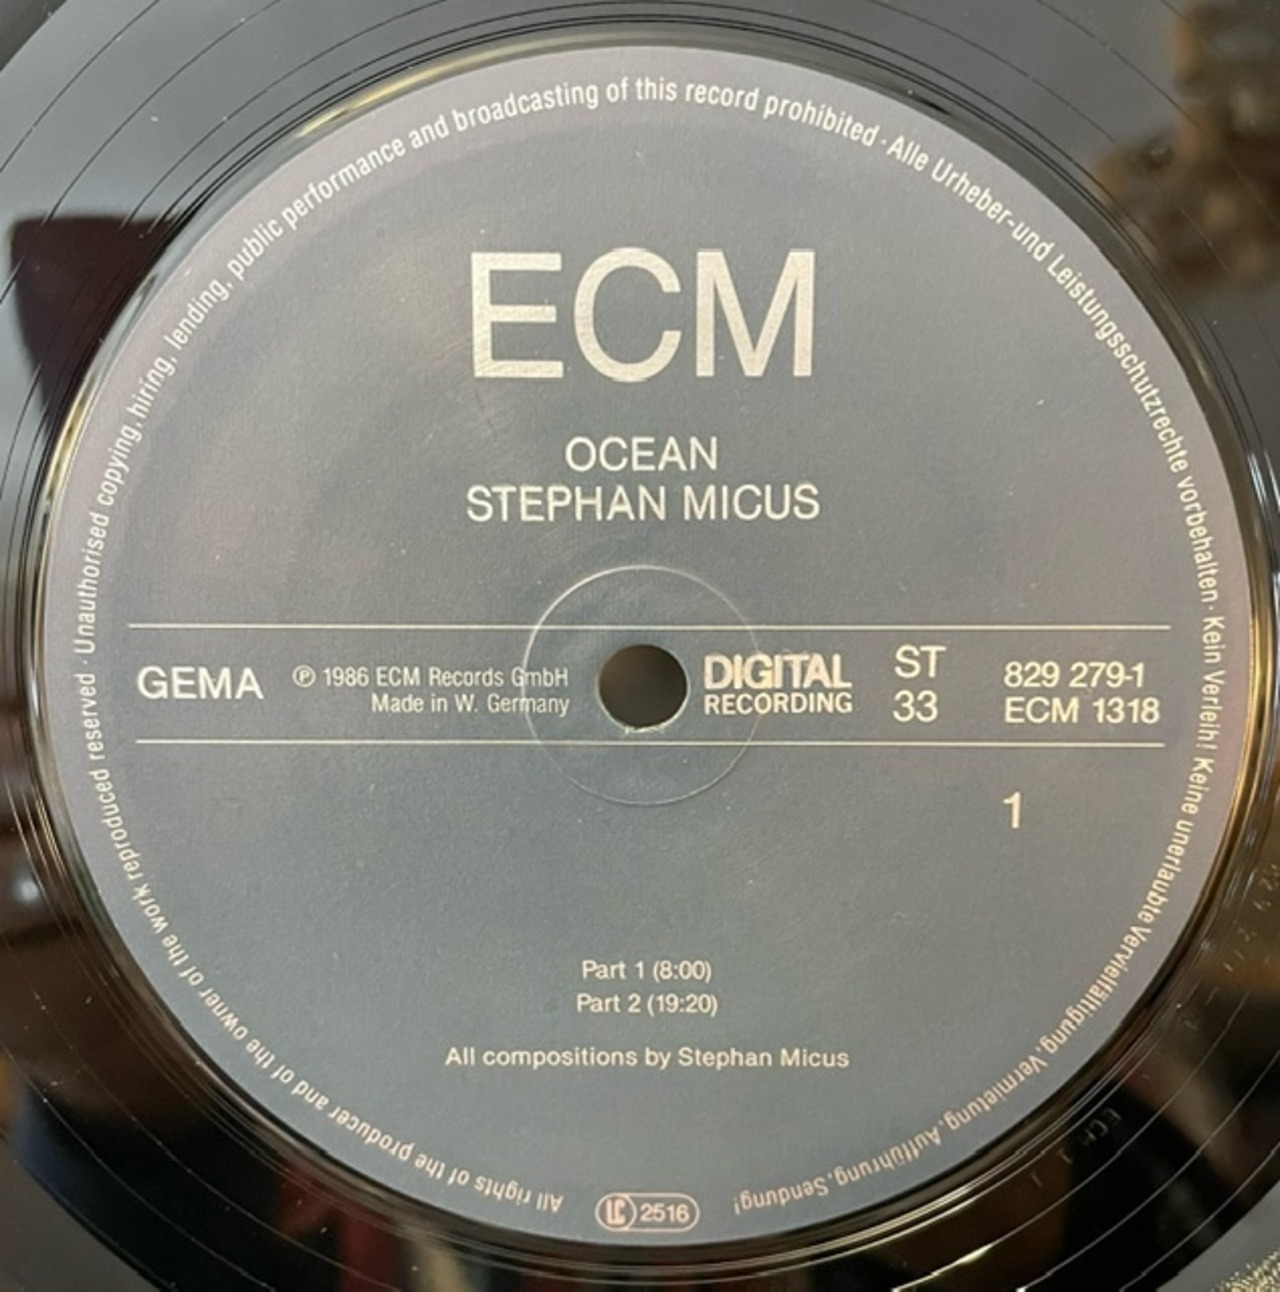 ECM
OCEAN
STEPHAN MICUS
GEMA
℗ 1986 ECM Records GmbH
Made in W. Germany
DIGITAL
RECORDING
ST
33
829 279-1
ECM 1318
1
Part 1 (8:00)
Part 2 (19:20)
All compositions by Stephan Micus
All rights of the producer and of the owner of the work reproduced reserved · Unauthorised copying, hiring, lending, public performance and broadcasting of this record prohibited · Alle Urheber-und Leistungsschutzrechte vorbehalten · Kein Verleih! Keine unerlaubte Vervielfältigung, Vermietung, Aufführung, Sendung!
LC 2516